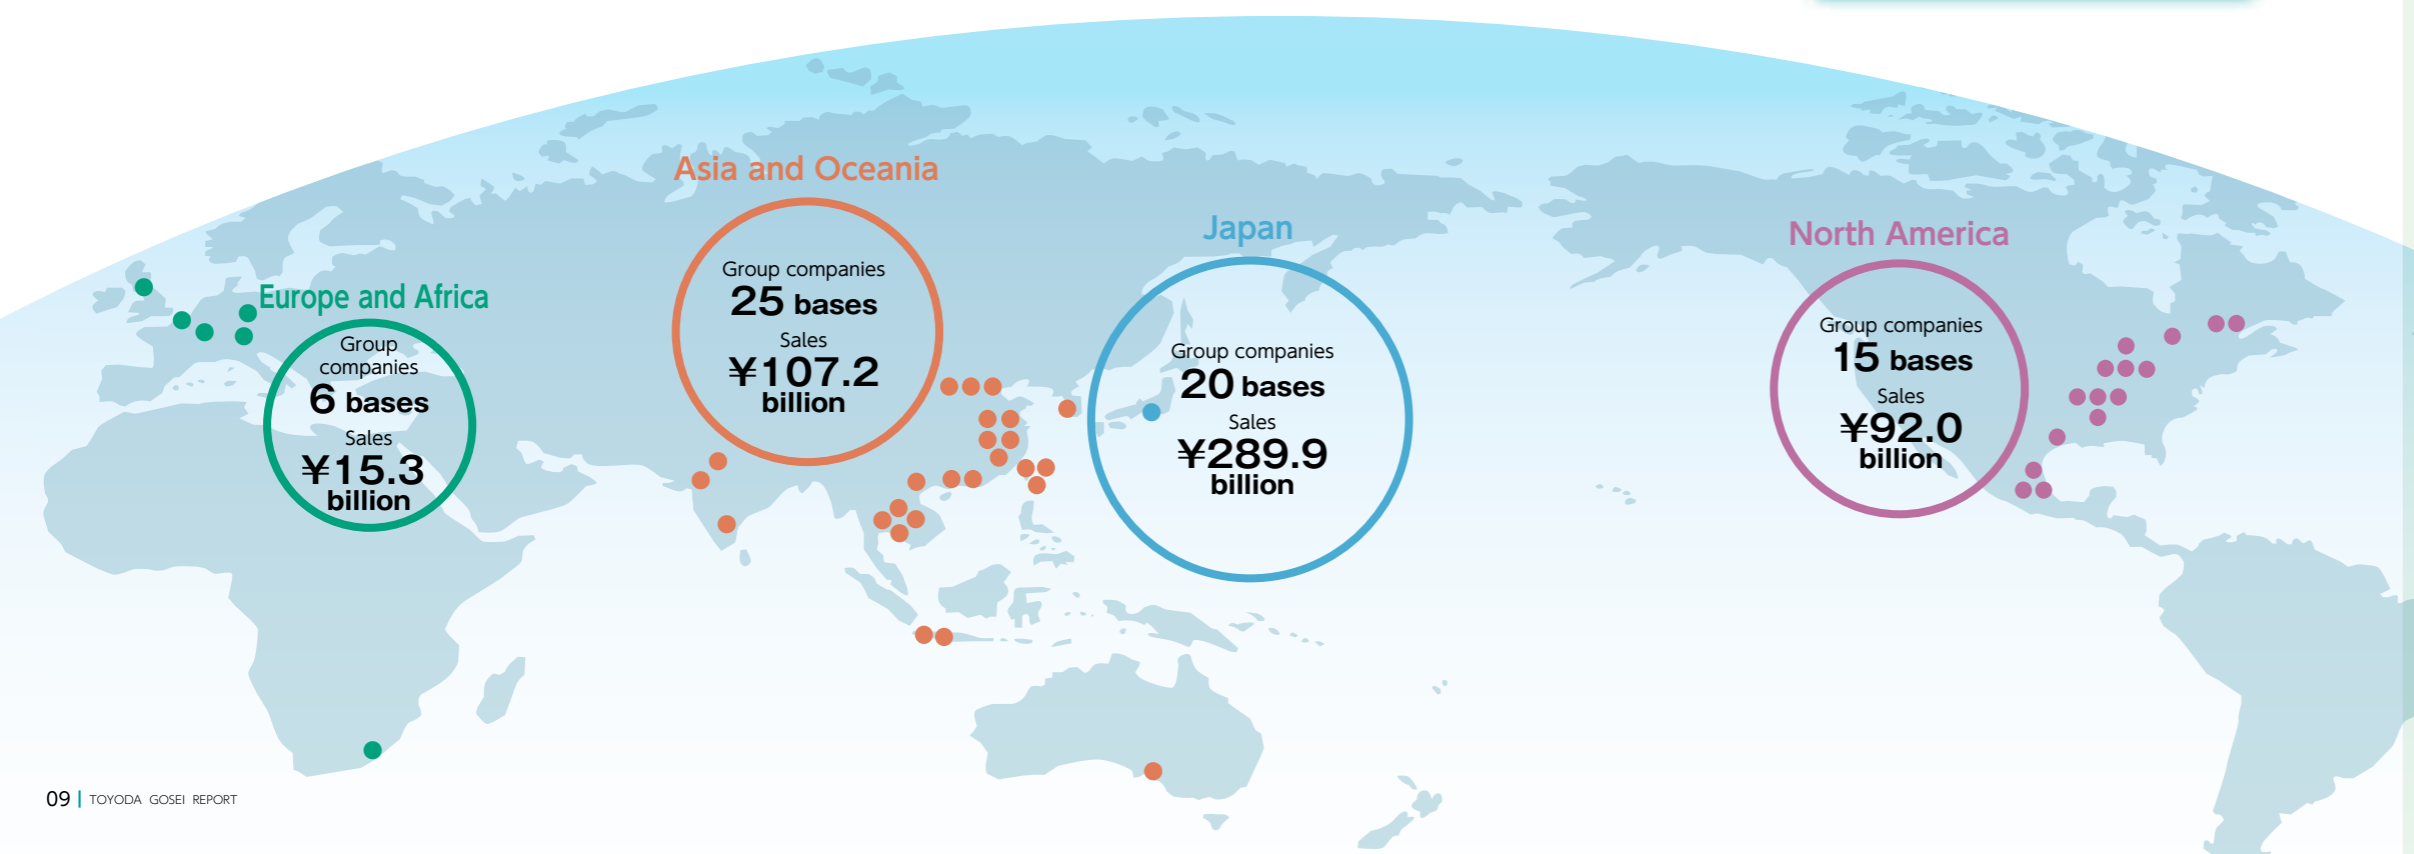 Asia and Oceania
Group companies
25 bases
Sales
¥107.2
billion
Japan
Group companies
20 bases
Sales
¥289.9
billion
North America
Group companies
15 bases
Sales
¥92.0
billion
Europe and Africa
Group
companies
6 bases
Sales
¥15.3
billion
09 | TOYODA GOSEI REPORT